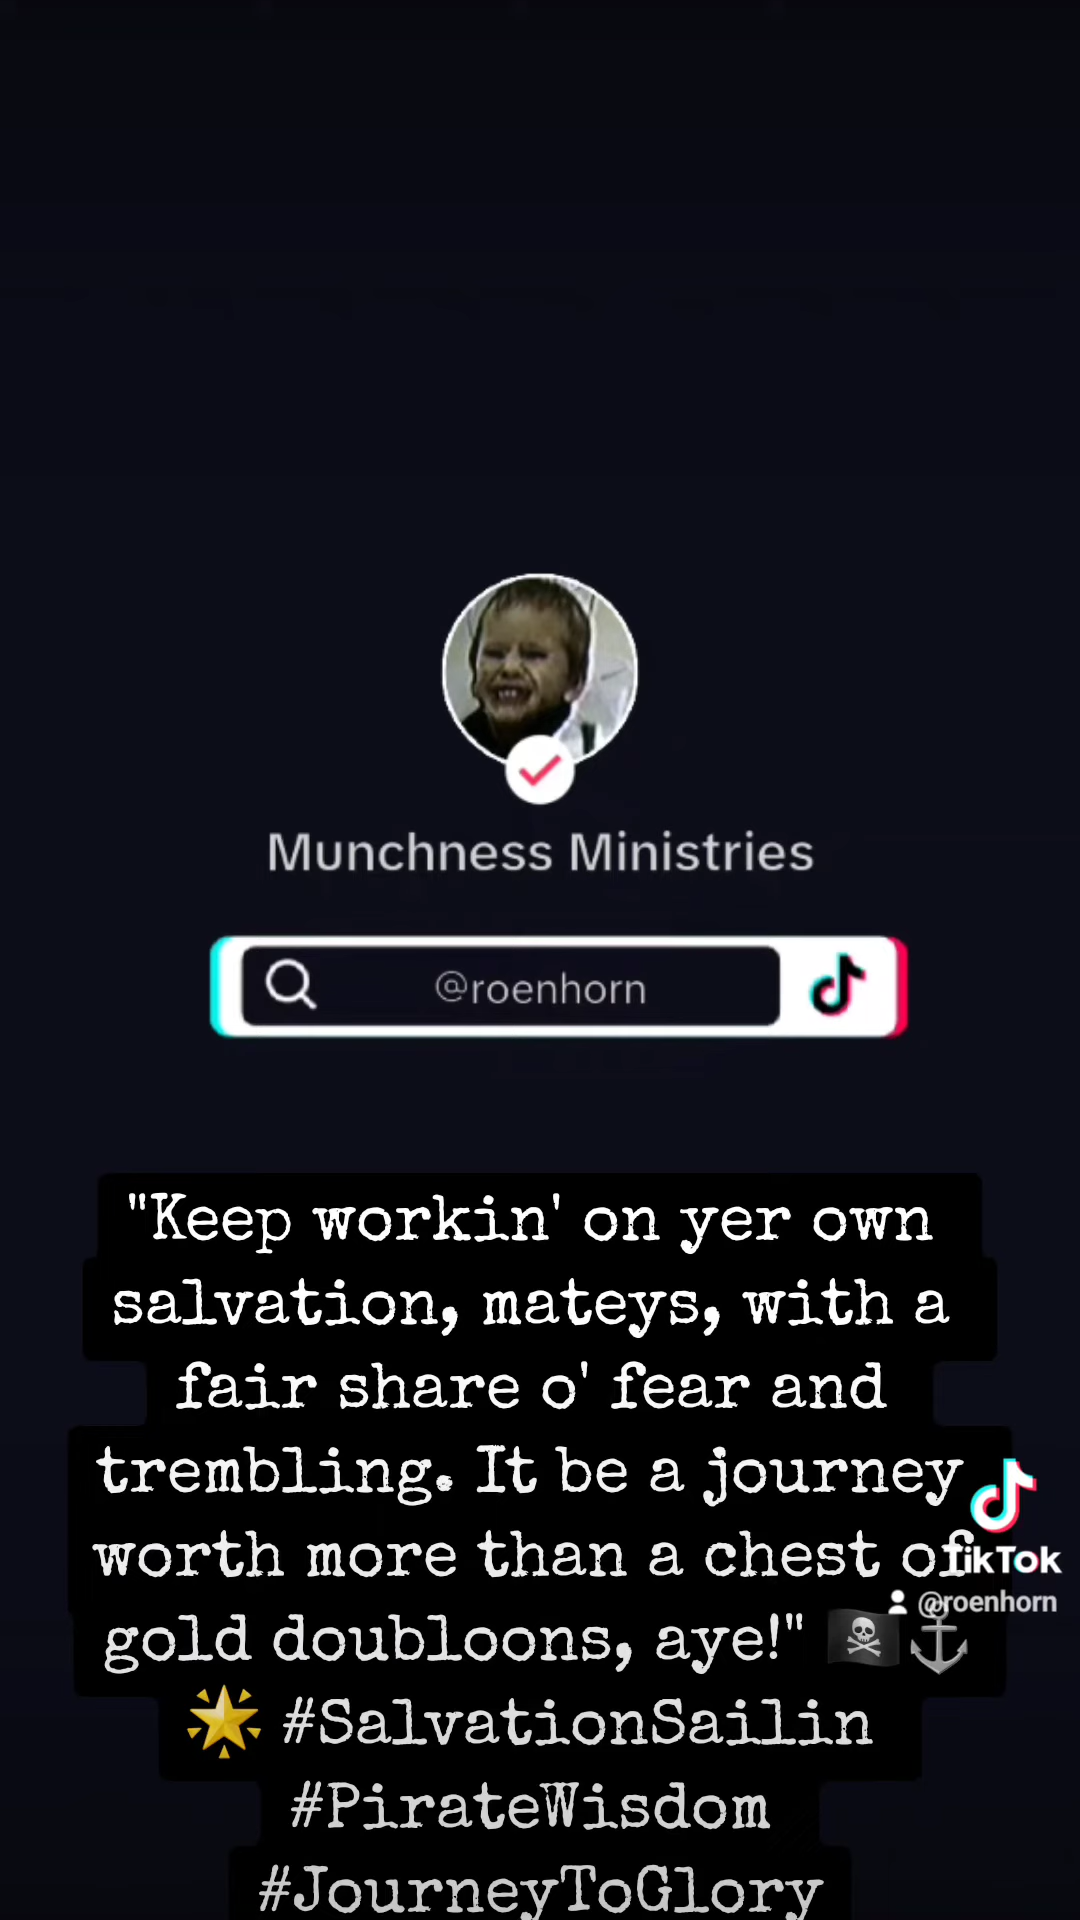 Munchness Ministries
@roenhorn
"Keep workin' on yer own
salvation, mateys, with a
fair share o' fear and
trembling. It be a journey
worth more than a chest of
gold doubloons, aye!" 🏴‍☠️⚓
🌟 #SalvationSailin
#PirateWisdom
#JourneyToGlory
TikTok
@roenhorn